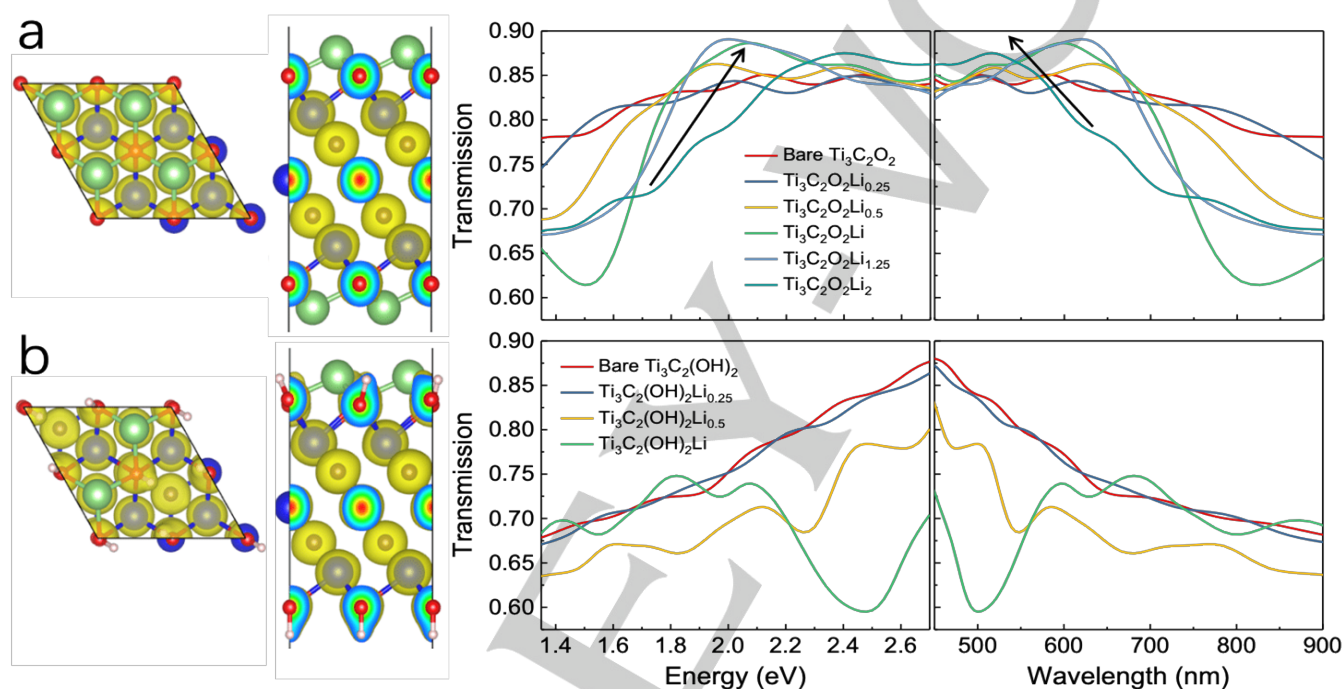 a
Transmission
0.90
0.85
0.80
0.75
0.70
0.65
0.60
Bare Ti₃C₂O₂
Ti₃C₂O₂Li₀.₂₅
Ti₃C₂O₂Li₀.₅
Ti₃C₂O₂Li
Ti₃C₂O₂Li₁.₂₅
Ti₃C₂O₂Li₂
b
Transmission
0.90
0.85
0.80
0.75
0.70
0.65
0.60
Bare Ti₃C₂(OH)₂
Ti₃C₂(OH)₂Li₀.₂₅
Ti₃C₂(OH)₂Li₀.₅
Ti₃C₂(OH)₂Li
1.4 1.6 1.8 2.0 2.2 2.4 2.6
500 600 700 800 900
Energy (eV)
Wavelength (nm)